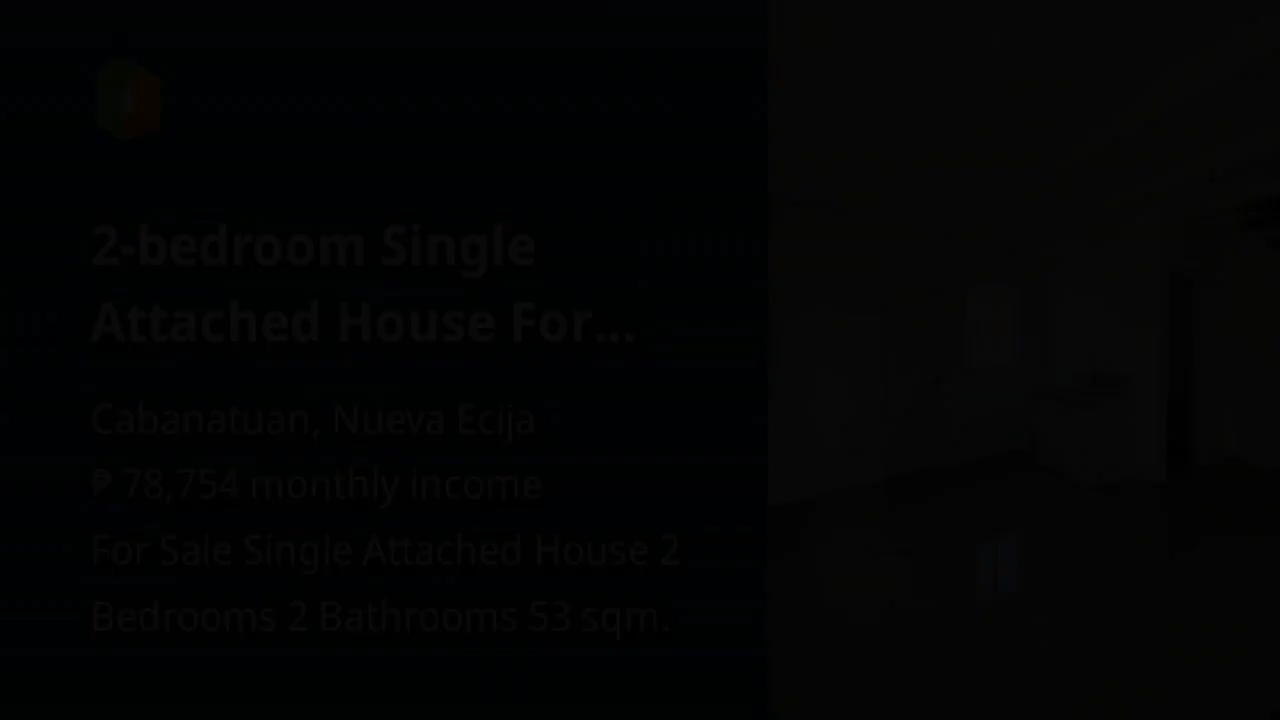 2-bedroom Single
Attached House For...
Cabanatuan, Nueva Ecija
₱ 78,754 monthly income
For Sale Single Attached House 2
Bedrooms 2 Bathrooms 53 sqm.